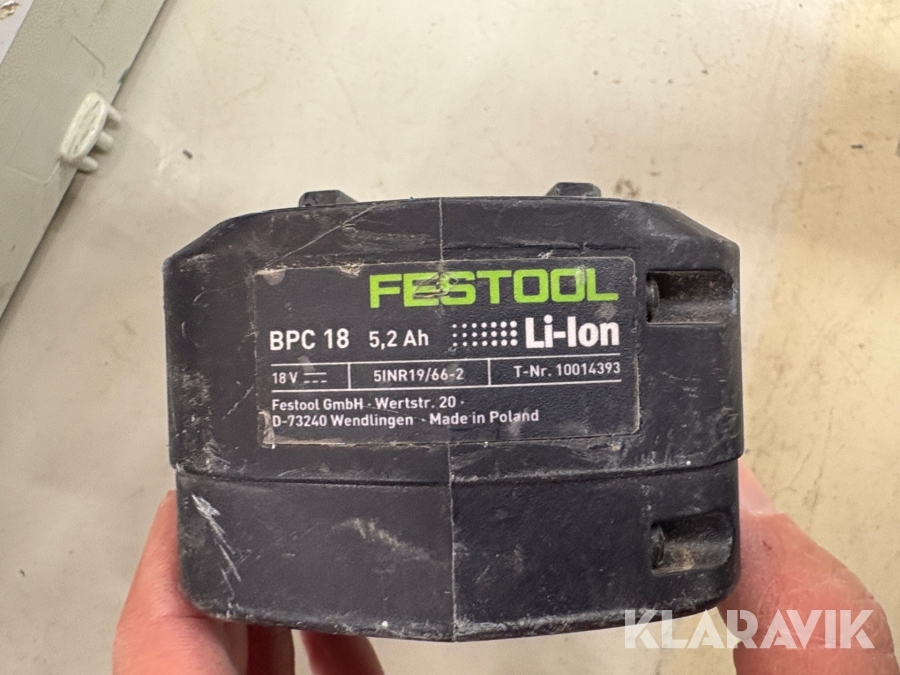 FESTOOL
BPC 18 5,2 Ah Li-Ion
18 V 5INR19/66-2 T-Nr. 10014393
Festool GmbH · Wertstr. 20 ·
D-73240 Wendlingen · Made in Poland
KLARAVIK